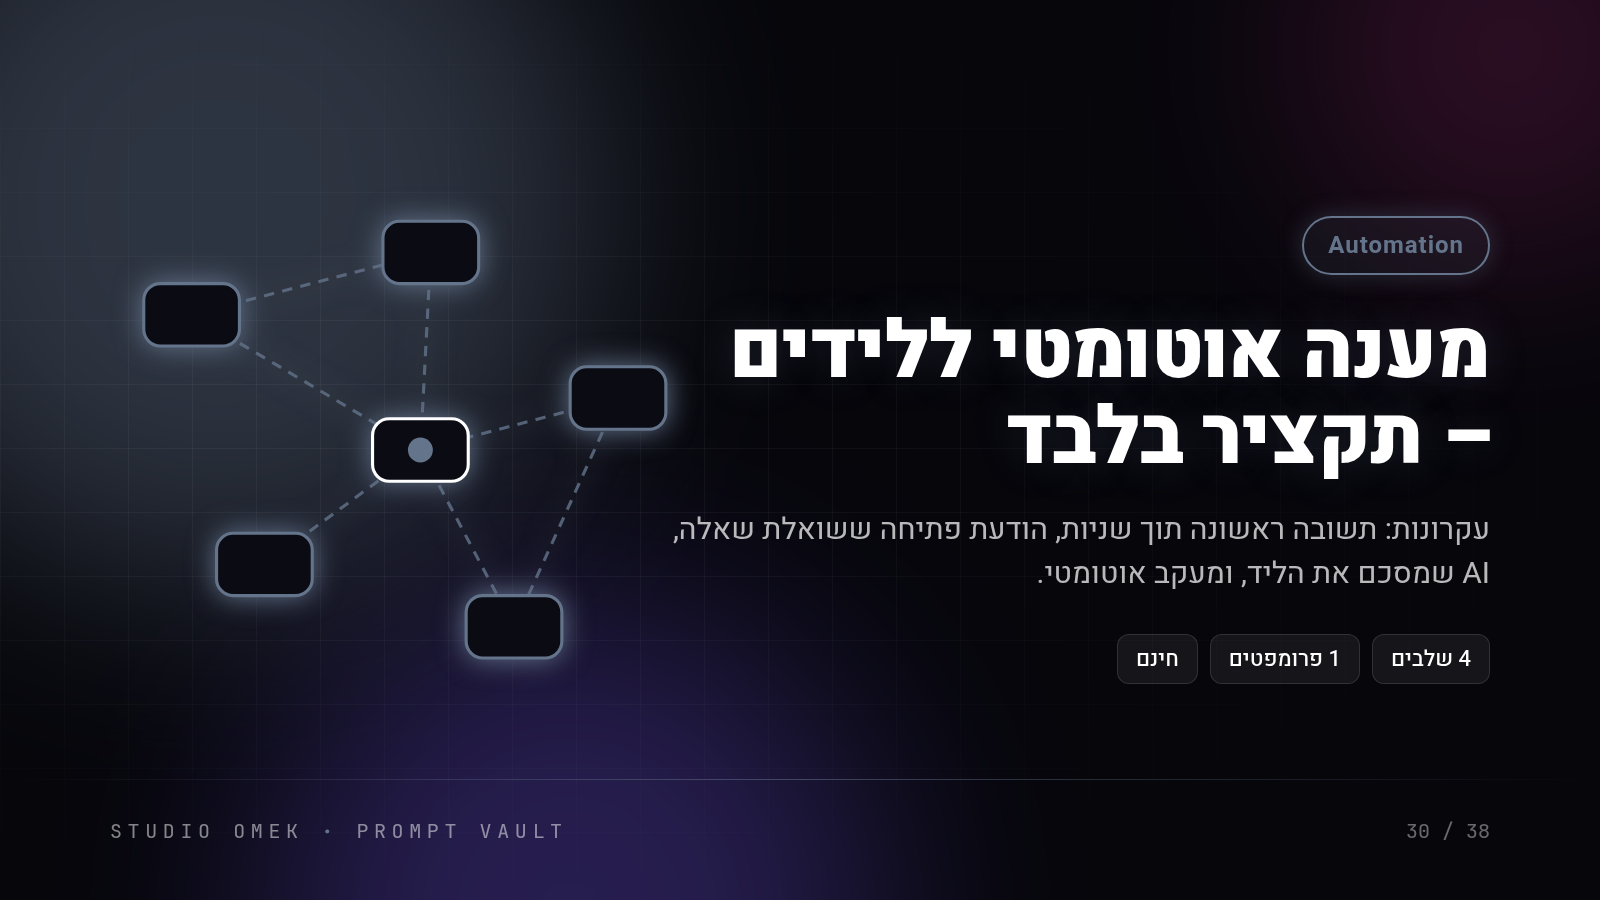 Automation
מענה אוטומטי ללידים
– תקציר בלבד
עקרונות: תשובה ראשונה תוך שניות, הודעת פתיחה ששואלת שאלה,
AI שמסכם את הליד, ומעקב אוטומטי.
4 שלבים
1 פרומפטים
חינם
STUDIO OMEK · PROMPT VAULT
30 / 38